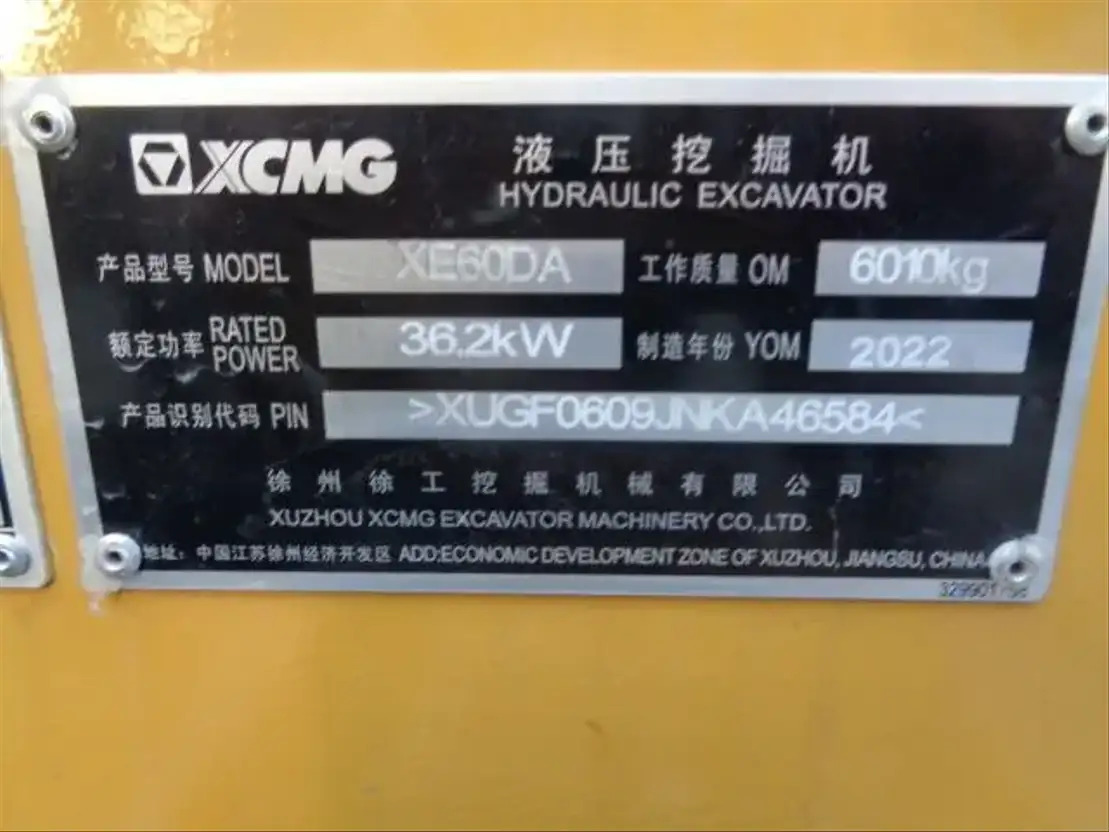 XCMG 液压挖掘机
HYDRAULIC EXCAVATOR
产品型号 MODEL XE60DA 工作质量 OM 6010kg
额定功率 RATED POWER 36.2kW 制造年份 YOM 2022
产品识别代码 PIN >XUGF0609JNKA46584<
徐州徐工挖掘机械有限公司
XUZHOU XCMG EXCAVATOR MACHINERY CO.,LTD.
地址: 中国江苏徐州经济开发区 ADD:ECONOMIC DEVELOPMENT ZONE OF XUZHOU, JIANGSU, CHINA